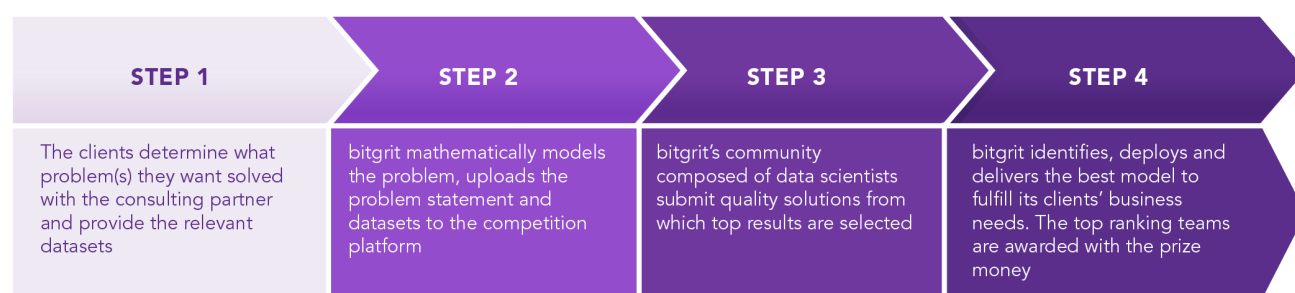 STEP 1
The clients determine what
problem(s) they want solved
with the consulting partner
and provide the relevant
datasets
STEP 2
bitgrit mathematically models
the problem, uploads the
problem statement and
datasets to the competition
platform
STEP 3
bitgrit's community
composed of data scientists
submit quality solutions from
which top results are selected
STEP 4
bitgrit identifies, deploys and
delivers the best model to
fulfill its clients' business
needs. The top ranking teams
are awarded with the prize
money